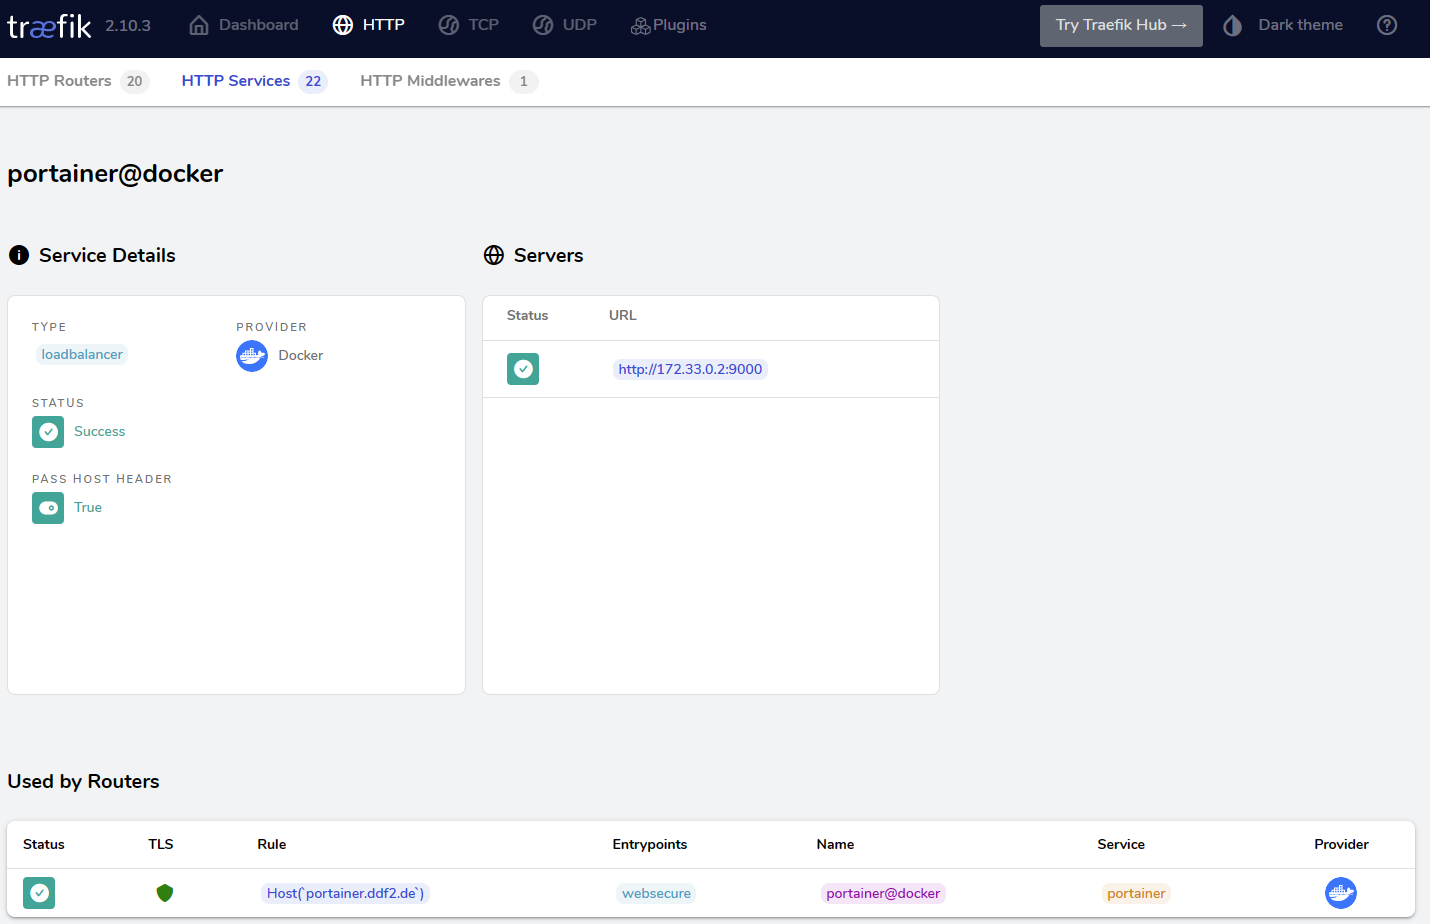 træfik 2.10.3 Dashboard HTTP TCP UDP Plugins Try Traefik Hub → Dark theme
HTTP Routers 20 HTTP Services 22 HTTP Middlewares 1
portainer@docker
Service Details
TYPE PROVIDER
loadbalancer Docker
STATUS
Success
PASS HOST HEADER
True
Servers
Status URL
http://172.33.0.2:9000
Used by Routers
Status TLS Rule Entrypoints Name Service Provider
Host(`portainer.ddf2.de`) websecure portainer@docker portainer